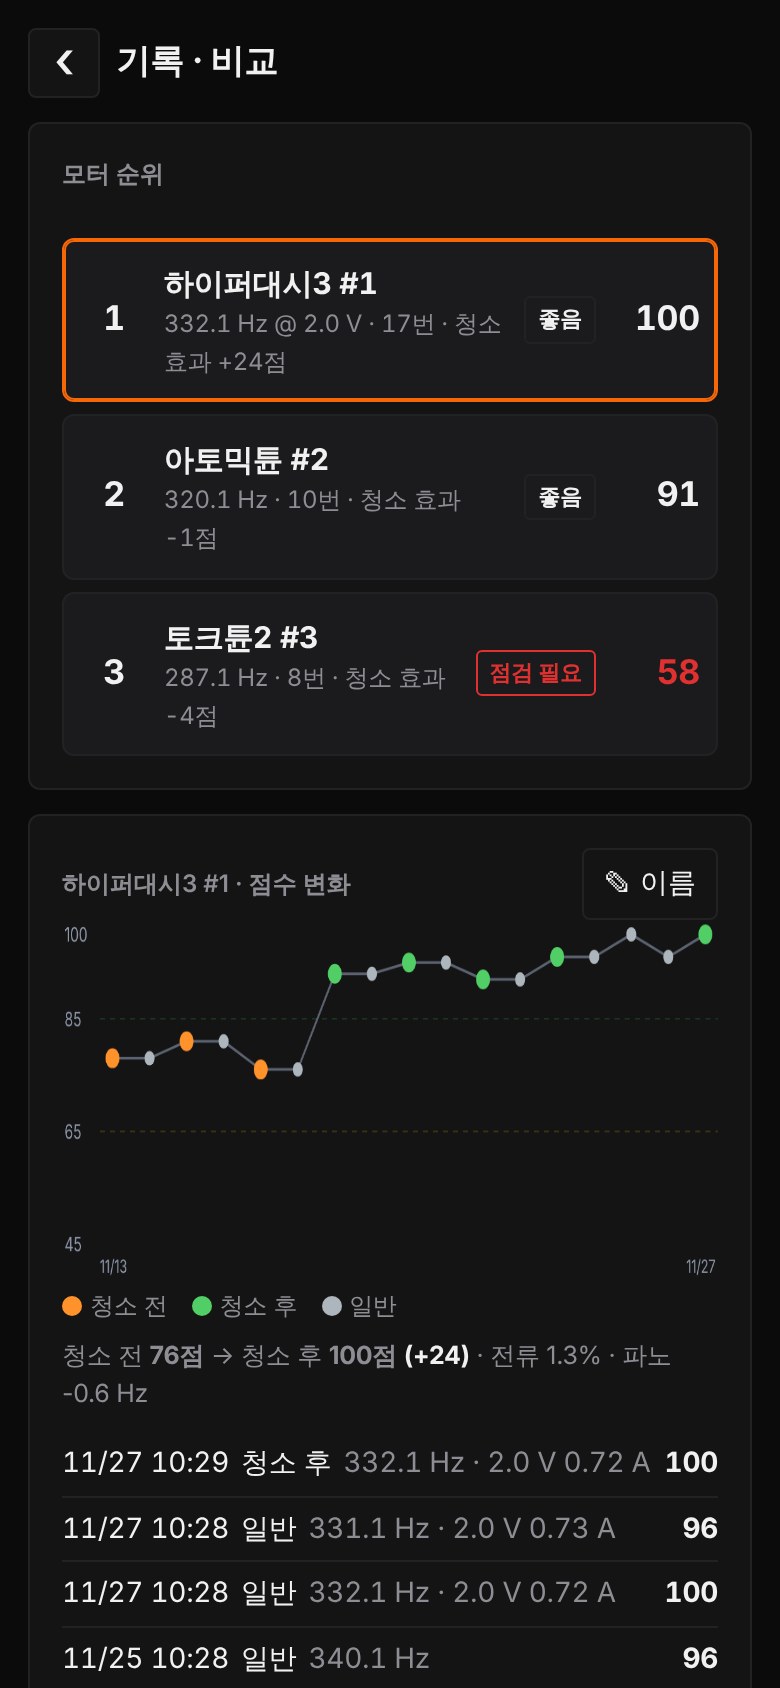 기록 · 비교
모터 순위
1
하이퍼대시3 #1
332.1 Hz @ 2.0 V · 17번 · 청소
효과 +24점
좋음
100
2
아토믹튠 #2
320.1 Hz · 10번 · 청소 효과
-1점
좋음
91
3
토크튠2 #3
287.1 Hz · 8번 · 청소 효과
-4점
점검 필요
58
하이퍼대시3 #1 · 점수 변화
✎ 이름
100
85
65
45
11/13
11/27
청소 전 청소 후 일반
청소 전 76점 → 청소 후 100점 (+24) · 전류 1.3% · 파노
-0.6 Hz
11/27 10:29 청소 후 332.1 Hz · 2.0 V 0.72 A 100
11/27 10:28 일반 331.1 Hz · 2.0 V 0.73 A 96
11/27 10:28 일반 332.1 Hz · 2.0 V 0.72 A 100
11/25 10:28 일반 340.1 Hz 96